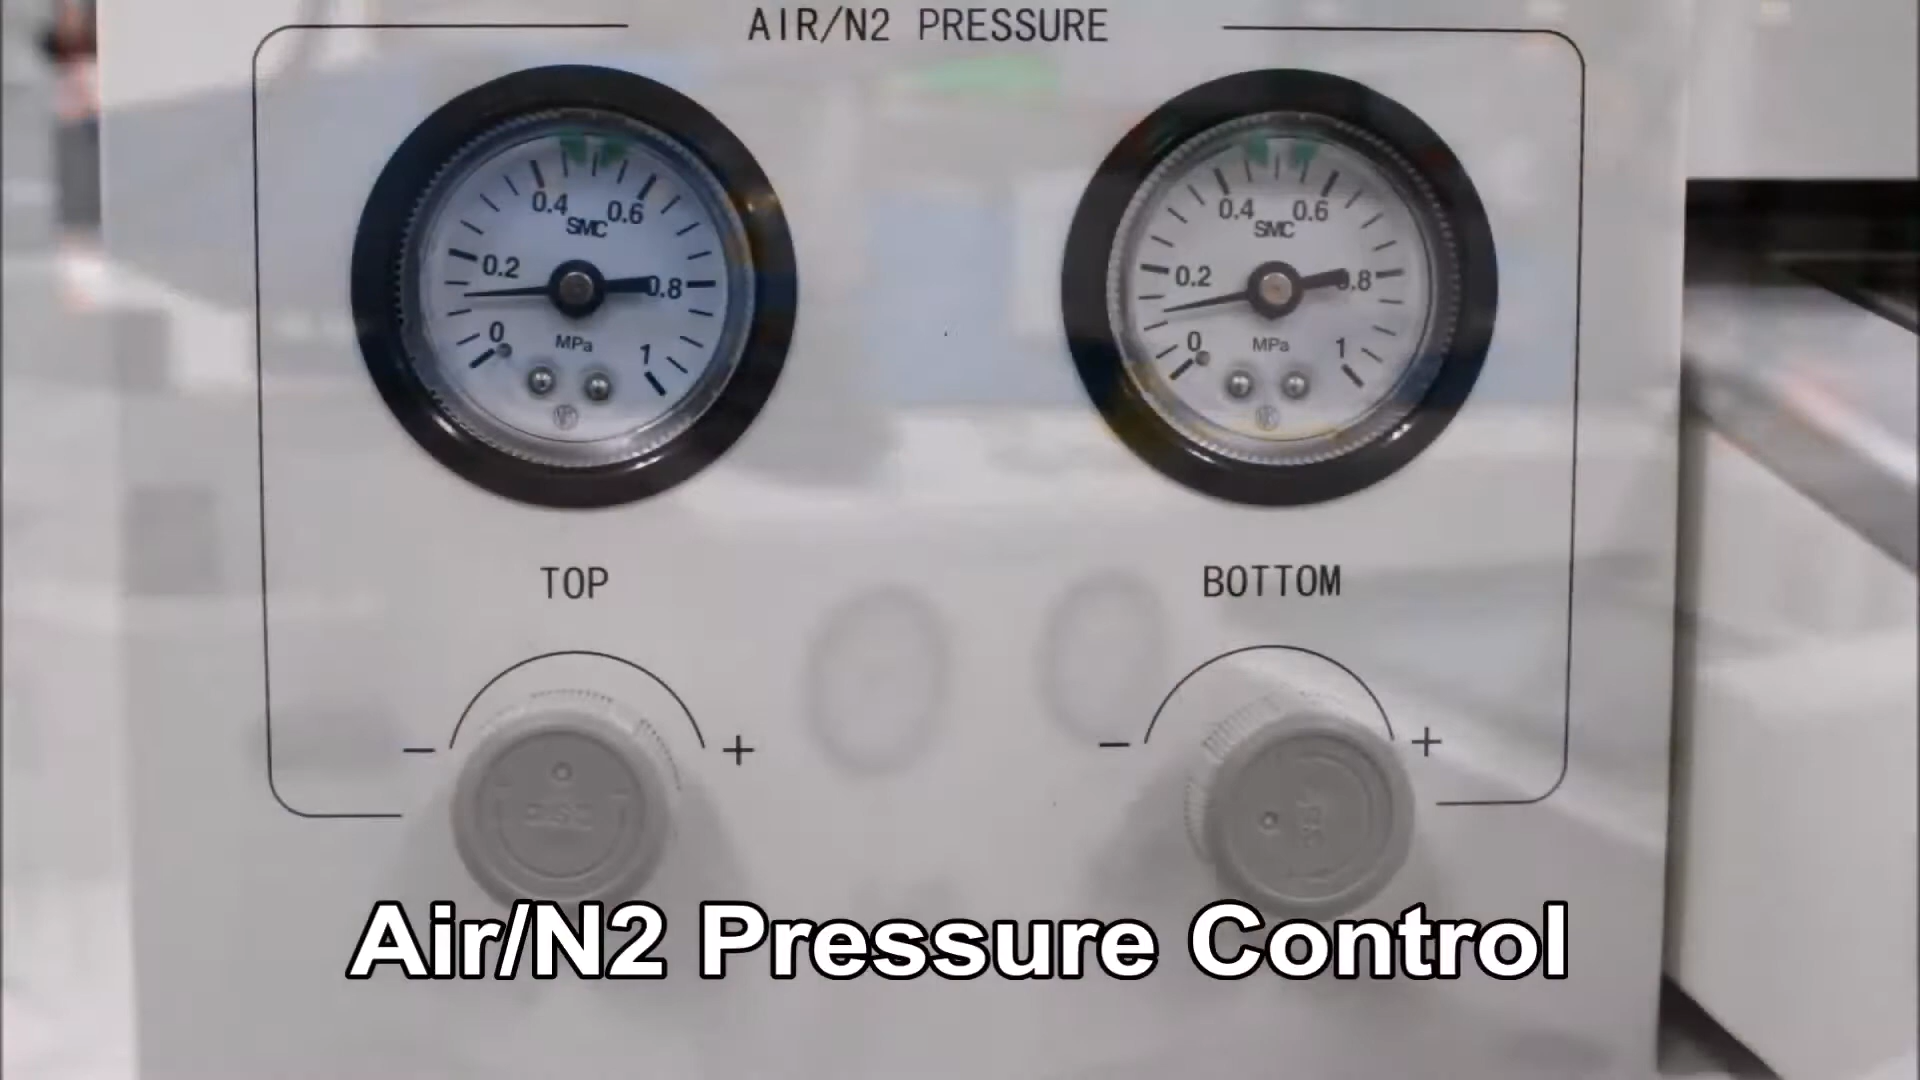 AIR/N2 PRESSURE
0.4 0.6
SMC
0.2 0.8
0 MPa 1
0.4 0.6
SMC
0.2 0.8
0 MPa 1
TOP BOTTOM
− + − +
Air/N2 Pressure Control